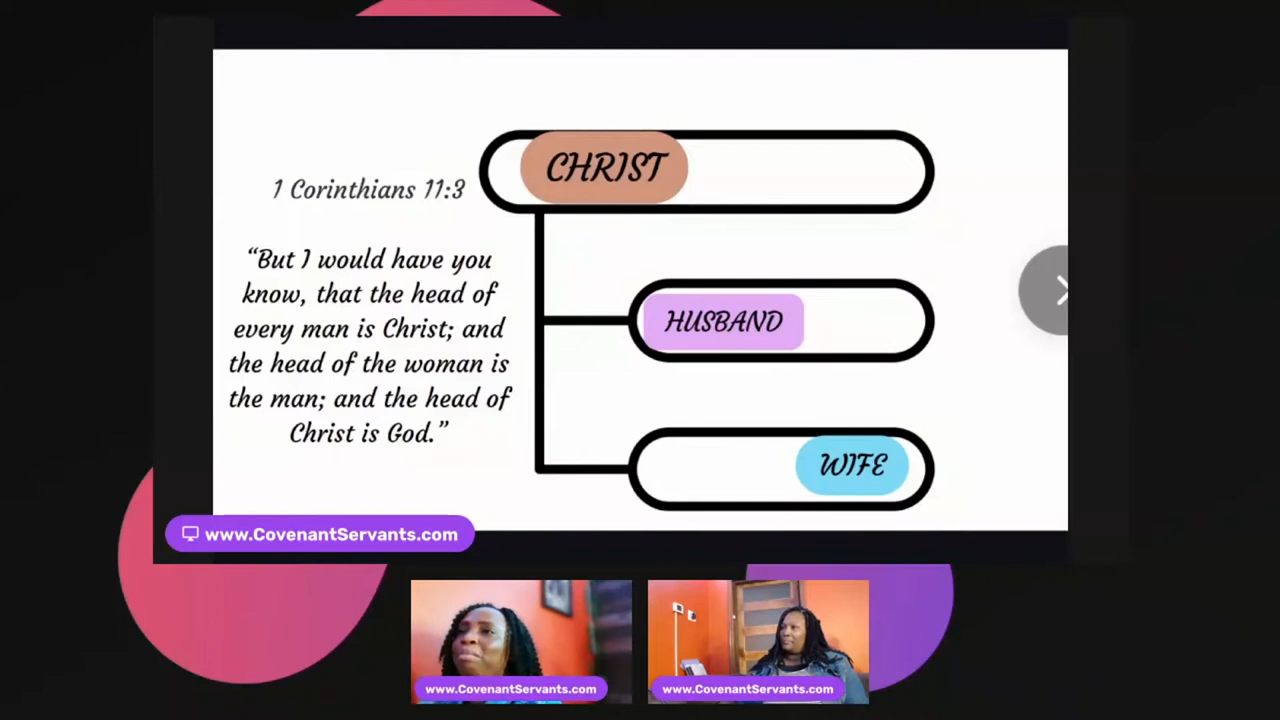 1 Corinthians 11:3
“But I would have you
know, that the head of
every man is Christ; and
the head of the woman is
the man; and the head of
Christ is God.”
CHRIST
HUSBAND
WIFE
www.CovenantServants.com
www.CovenantServants.com
www.CovenantServants.com